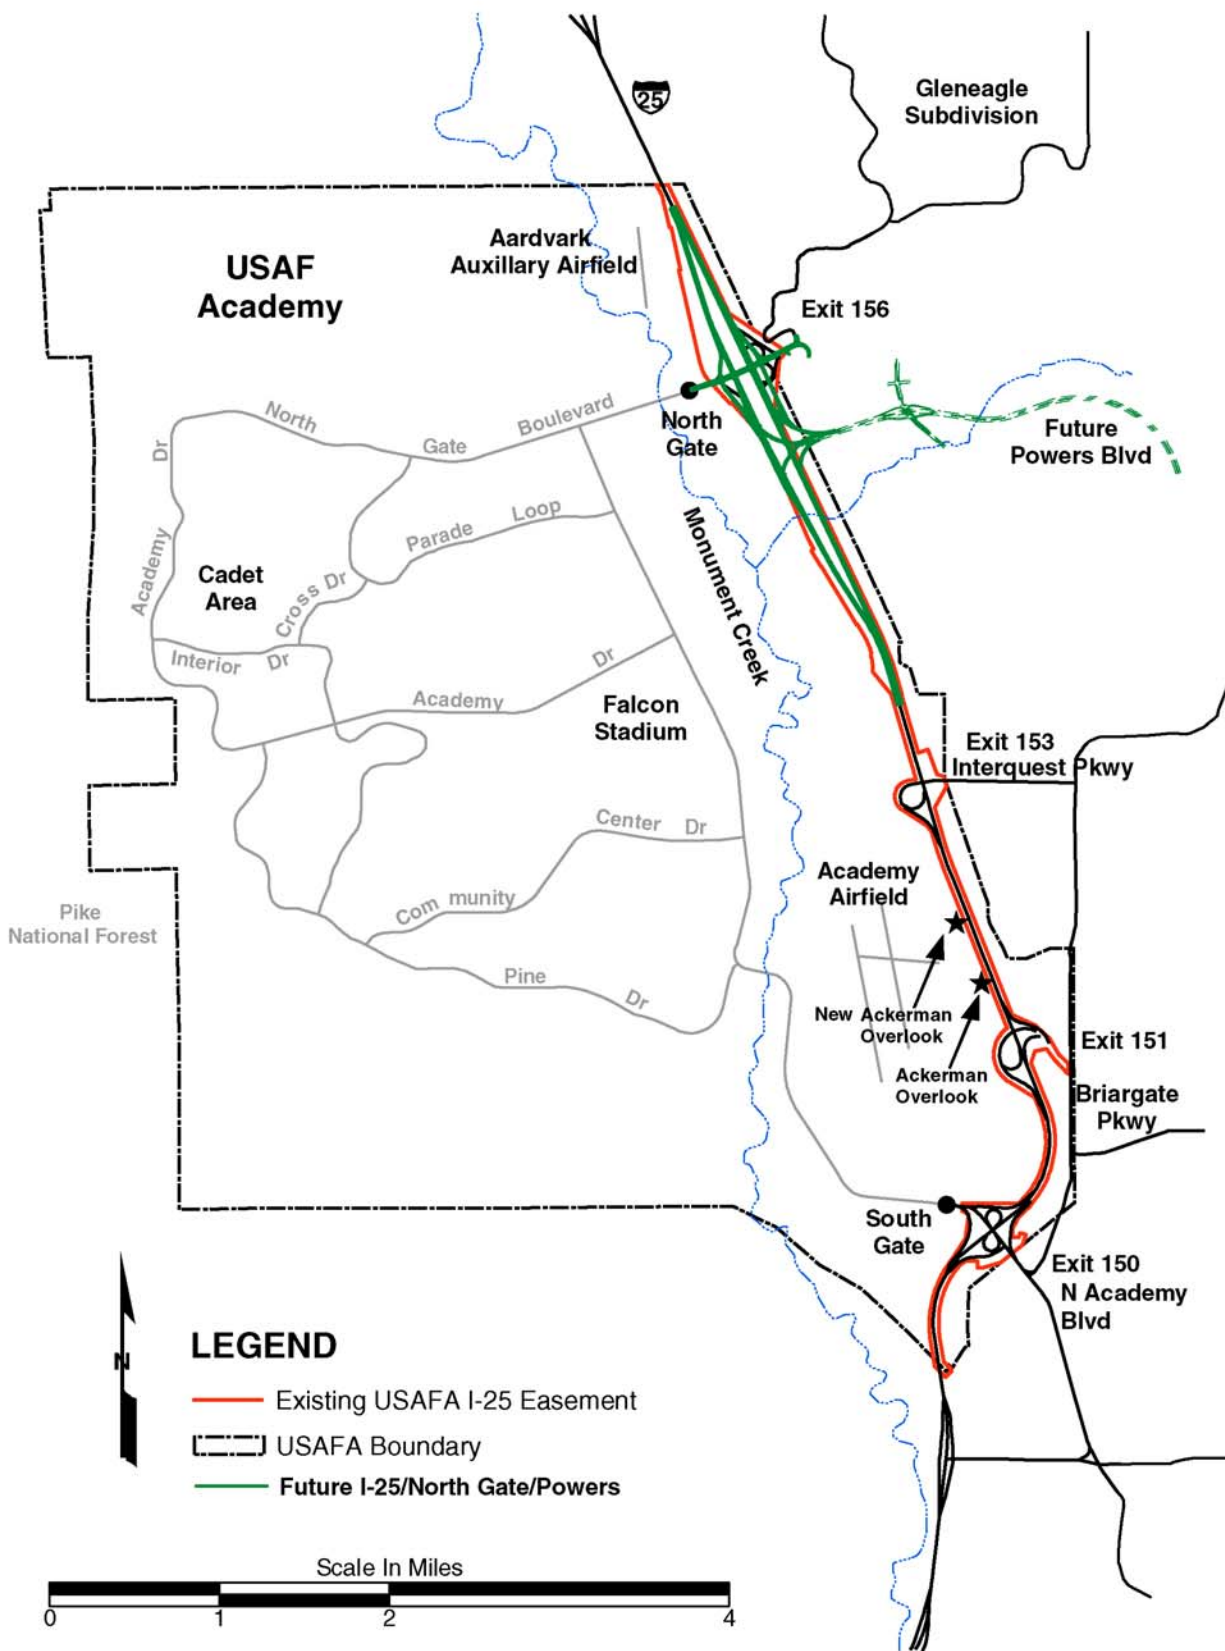 25
Gleneagle
Subdivision
Aardvark
Auxillary Airfield
USAF
Academy
Exit 156
North
Gate
Boulevard
North
Gate
Future
Powers Blvd
Dr
Academy
Parade
Loop
Monument Creek
Cadet
Area
Cross Dr
Interior
Dr
Dr
Academy
Falcon
Stadium
Exit 153
Interquest Pkwy
Center
Dr
Com munity
Academy
Airfield
Pike
National Forest
Pine
Dr
New Ackerman
Overlook
Exit 151
Ackerman
Overlook
Briargate
Pkwy
South
Gate
Exit 150
N Academy
Blvd
N
LEGEND
Existing USAFA I-25 Easement
USAFA Boundary
Future I-25/North Gate/Powers
Scale In Miles
0 1 2 4